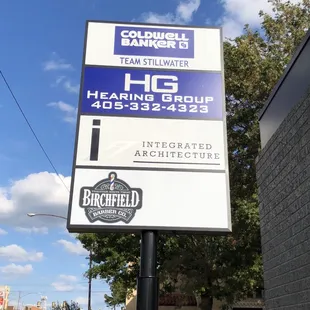 COLDWELL
BANKER
TEAM STILLWATER
HG
HEARING GROUP
405-332-4323
i
INTEGRATED
ARCHITECTURE
BIRCHFIELD
BARBER CO.